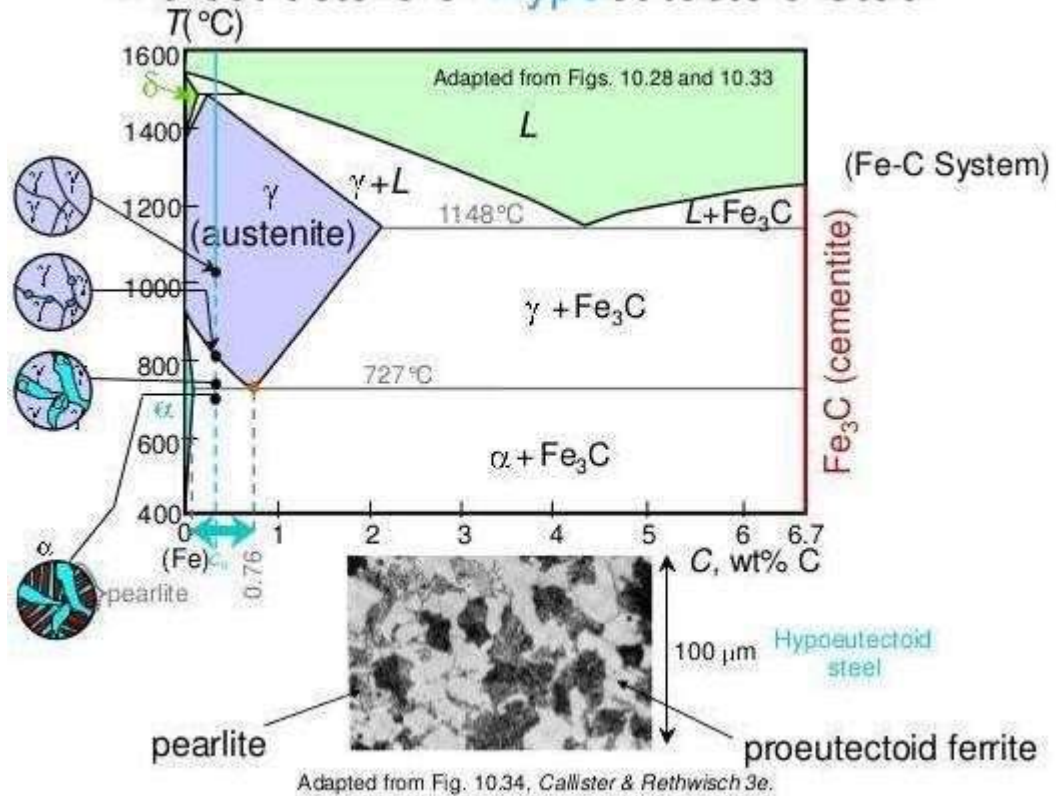 T(°C)
1600
Adapted from Figs. 10.28 and 10.33
δ
L
1400
(Fe-C System)
γ
γ+L
γ γ
γ γ
1200
1148°C
L+Fe₃C
(austenite)
γ
γ γ
1000
γ + Fe₃C
Fe₃C (cementite)
800
727°C
γ γ
γ γ
α
600
α + Fe₃C
400
0
1
2
3
4
5
6
6.7
(Fe)
0.76
C, wt% C
α
pearlite
100 μm
Hypoeutectoid
steel
pearlite
proeutectoid ferrite
Adapted from Fig. 10.34, Callister & Rethwisch 3e.